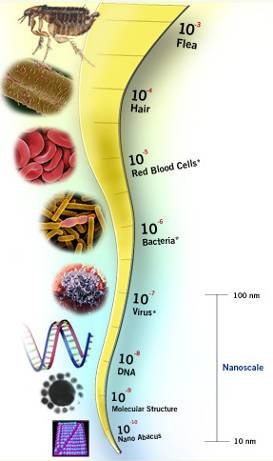 10-3
Flea
10-4
Hair
10-5
Red Blood Cells*
10-6
Bacteria*
10-7
Virus*
100 nm
10-8
DNA
Nanoscale
10-9
Molecular Structure
10-10
Nano Abacus
10 nm